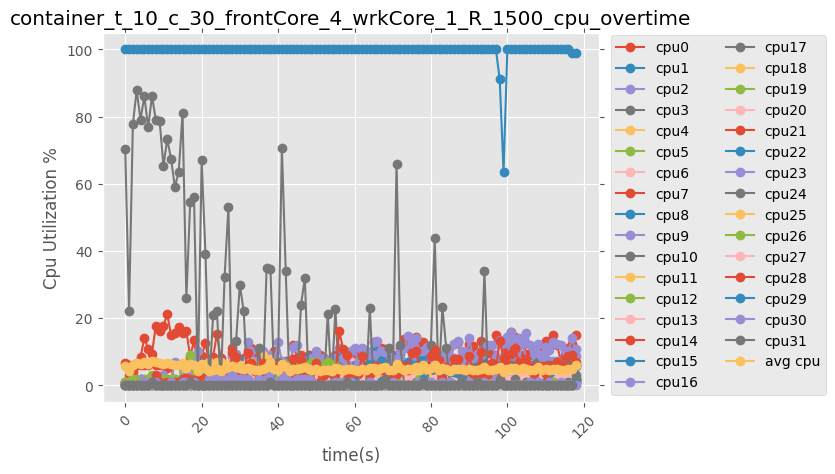 container_t_10_c_30_frontCore_4_wrkCore_1_R_1500_cpu_overtime
100
80
60
40
20
0
Cpu Utilization %
0
20
40
60
80
100
120
time(s)
cpu0
cpu1
cpu2
cpu3
cpu4
cpu5
cpu6
cpu7
cpu8
cpu9
cpu10
cpu11
cpu12
cpu13
cpu14
cpu15
cpu16
cpu17
cpu18
cpu19
cpu20
cpu21
cpu22
cpu23
cpu24
cpu25
cpu26
cpu27
cpu28
cpu29
cpu30
cpu31
avg cpu